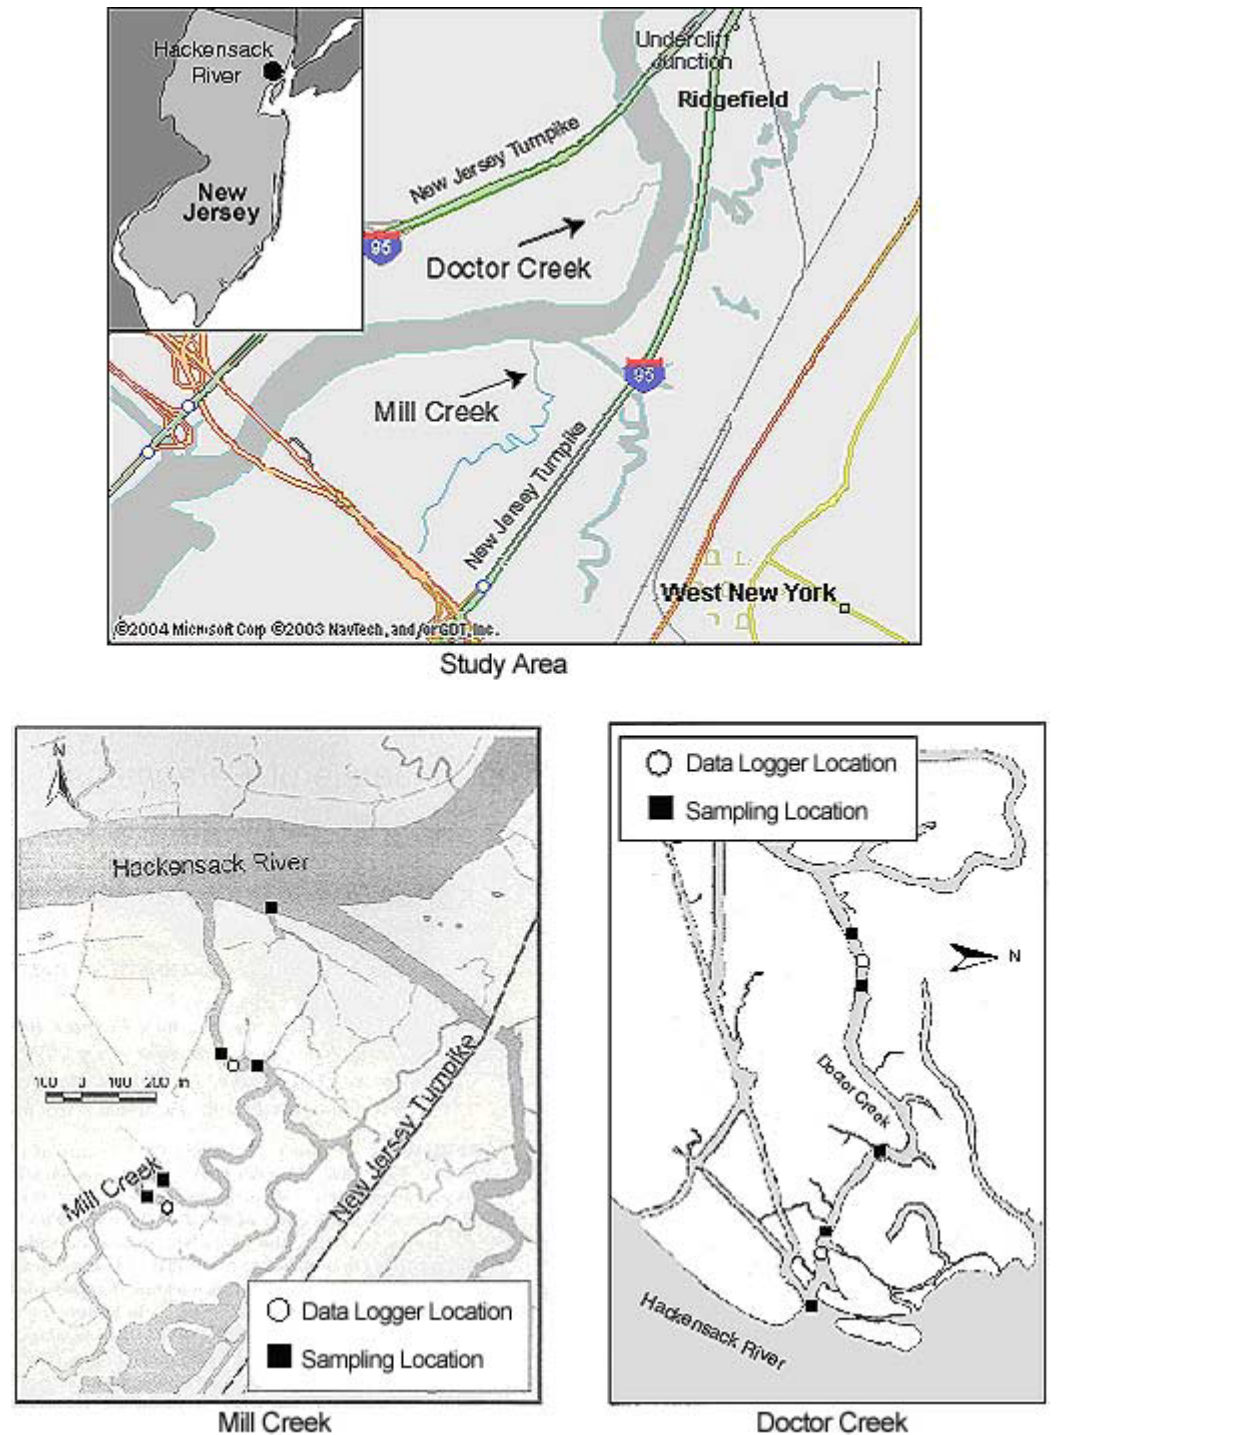 Hackensack
River
New
Jersey
Undercliff
Junction
Ridgefield
New Jersey Turnpike
95
Doctor Creek
95
Mill Creek
New Jersey Turnpike
West New York
©2004 Microsoft Corp ©2003 NavTech, and/or GDT, Inc.
Study Area
N
Hackensack River
100 0 100 200 m
New Jersey Turnpike
Mill Creek
Data Logger Location
Sampling Location
Mill Creek
Data Logger Location
Sampling Location
N
Doctor Creek
Hackensack River
Doctor Creek